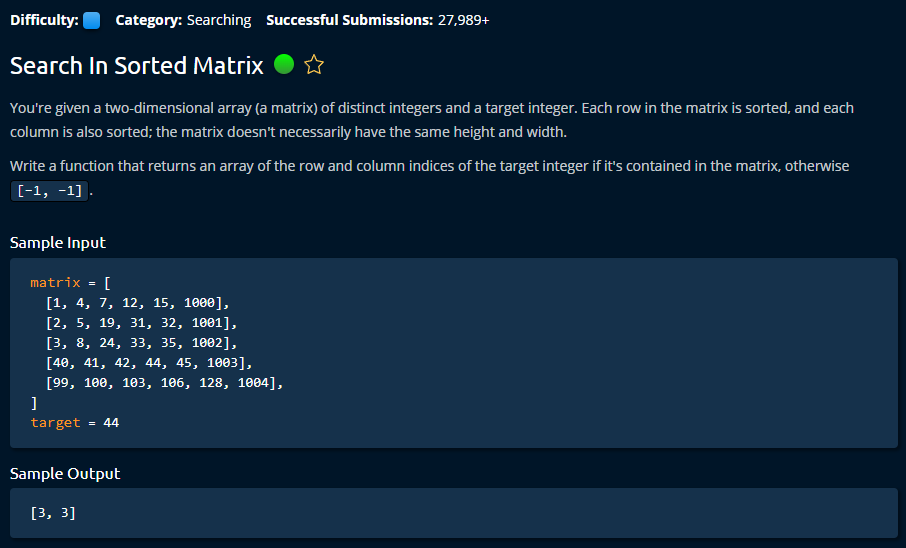 Difficulty: Category: Searching Successful Submissions: 27,989+
Search In Sorted Matrix
You're given a two-dimensional array (a matrix) of distinct integers and a target integer. Each row in the matrix is sorted, and each
column is also sorted; the matrix doesn't necessarily have the same height and width.
Write a function that returns an array of the row and column indices of the target integer if it's contained in the matrix, otherwise
[-1, -1] .
Sample Input
matrix = [
  [1, 4, 7, 12, 15, 1000],
  [2, 5, 19, 31, 32, 1001],
  [3, 8, 24, 33, 35, 1002],
  [40, 41, 42, 44, 45, 1003],
  [99, 100, 103, 106, 128, 1004],
]
target = 44
Sample Output
[3, 3]